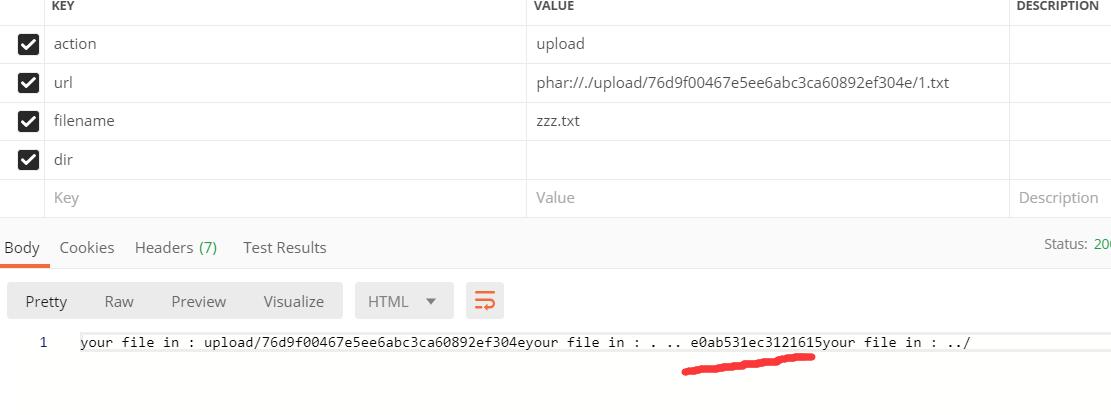 KEY VALUE DESCRIPTION
action upload
url phar://./upload/76d9f00467e5ee6abc3ca60892ef304e/1.txt
filename zzz.txt
dir
Key Value Description
Body Cookies Headers (7) Test Results Status: 200
Pretty Raw Preview Visualize HTML
1 your file in : upload/76d9f00467e5ee6abc3ca60892ef304eyour file in : . .. e0ab531ec3121615your file in : ../